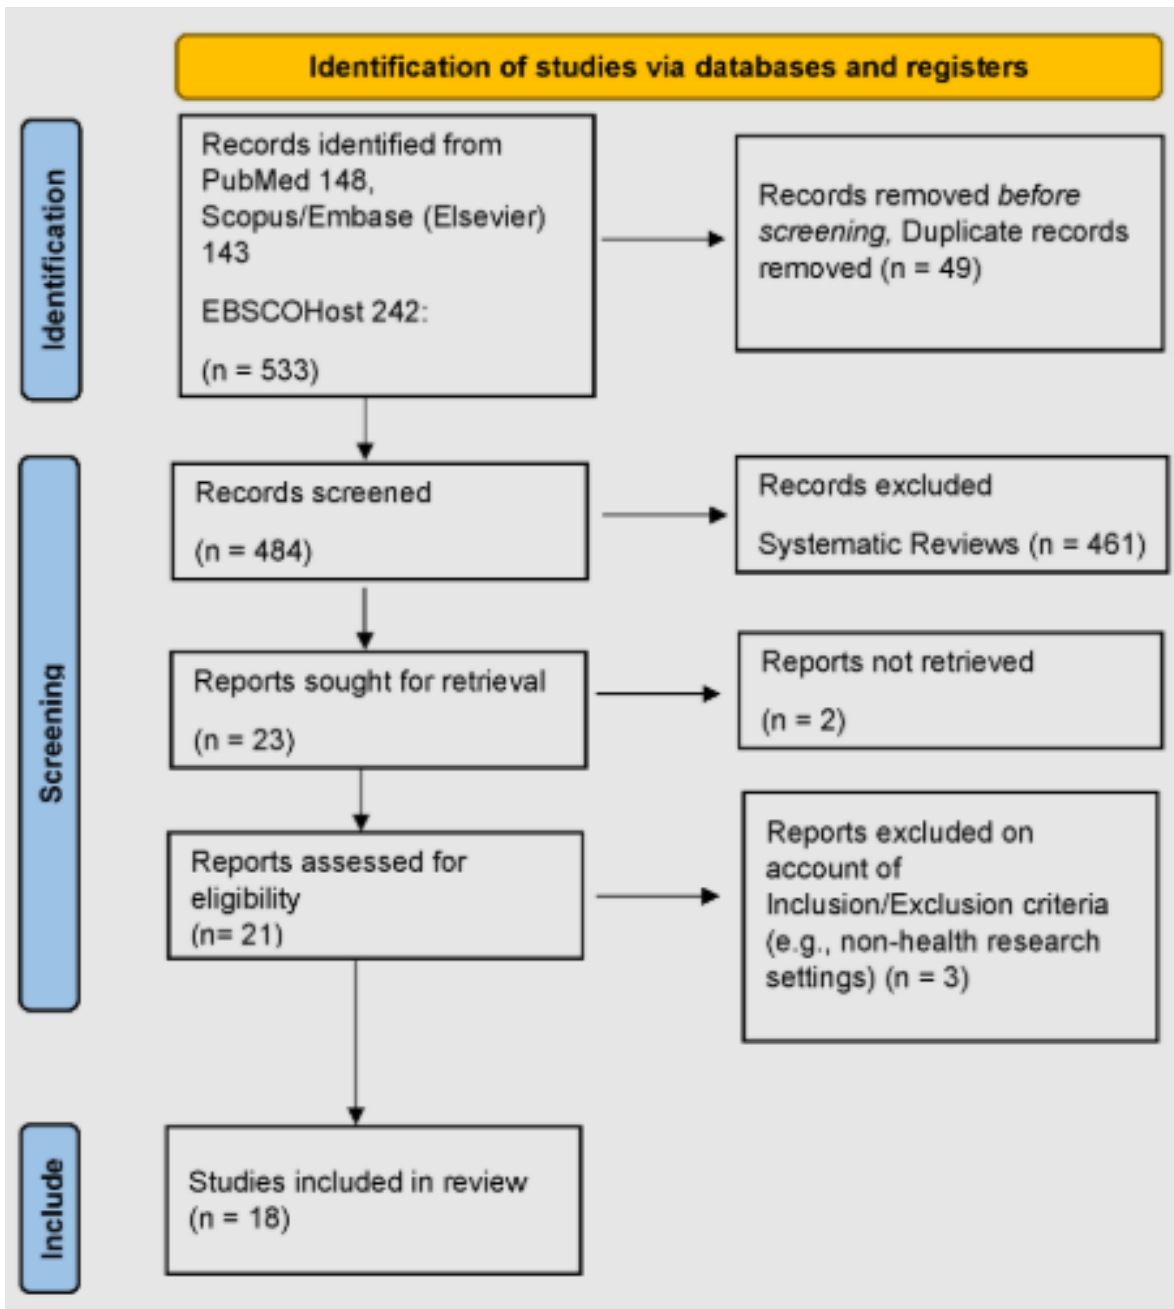 Identification of studies via databases and registers
Identification
Records identified from
PubMed 148,
Scopus/Embase (Elsevier)
143
EBSCOHost 242:
(n = 533)
Records removed before
screening, Duplicate records
removed (n = 49)
Screening
Records screened
(n = 484)
Records excluded
Systematic Reviews (n = 461)
Reports sought for retrieval
(n = 23)
Reports not retrieved
(n = 2)
Reports assessed for
eligibility
(n= 21)
Reports excluded on
account of
Inclusion/Exclusion criteria
(e.g., non-health research
settings) (n = 3)
Include
Studies included in review
(n = 18)